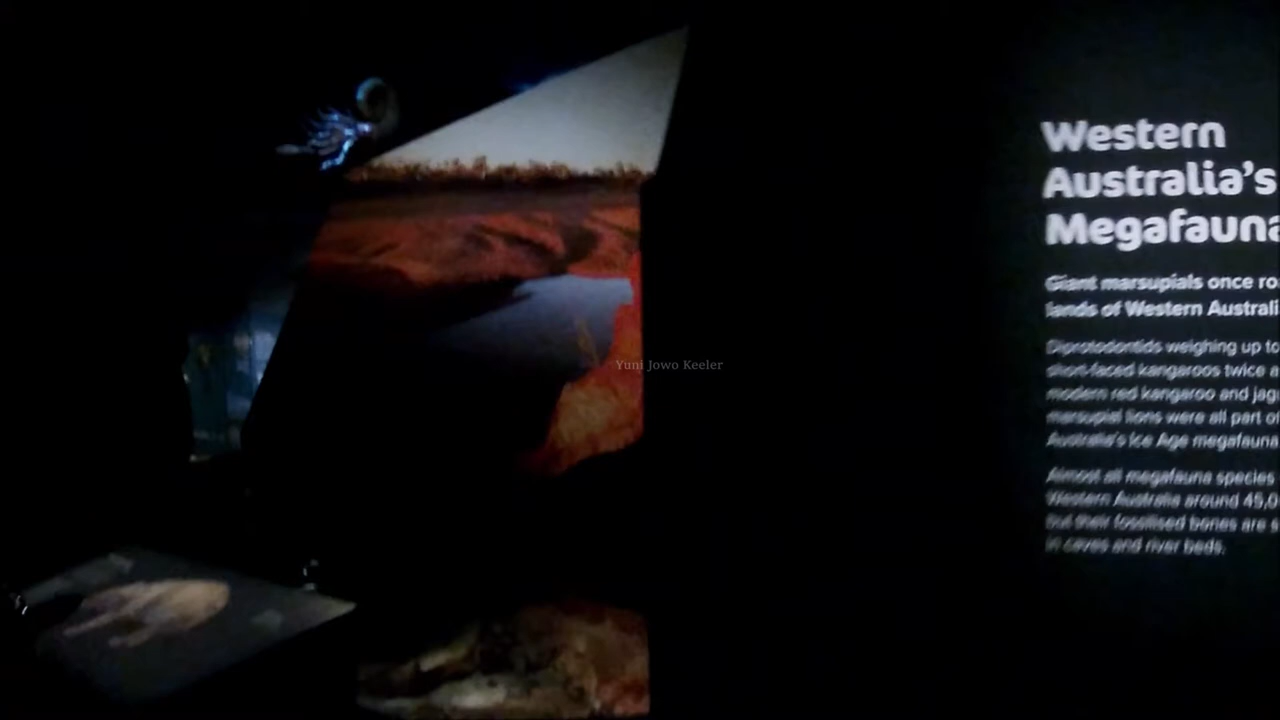 Western
Australia's
Megafauna
Giant marsupials once ro
lands of Western Australi
Diprotodontids weighing up to
short-faced kangaroos twice a
modern red kangaroo and jag
marsupial lions were all part of
Australia's Ice Age megafauna
Almost all megafauna species
Western Australia around 45,0
but their fossilised bones are s
in caves and river beds.
Yuni Jowo Keeler